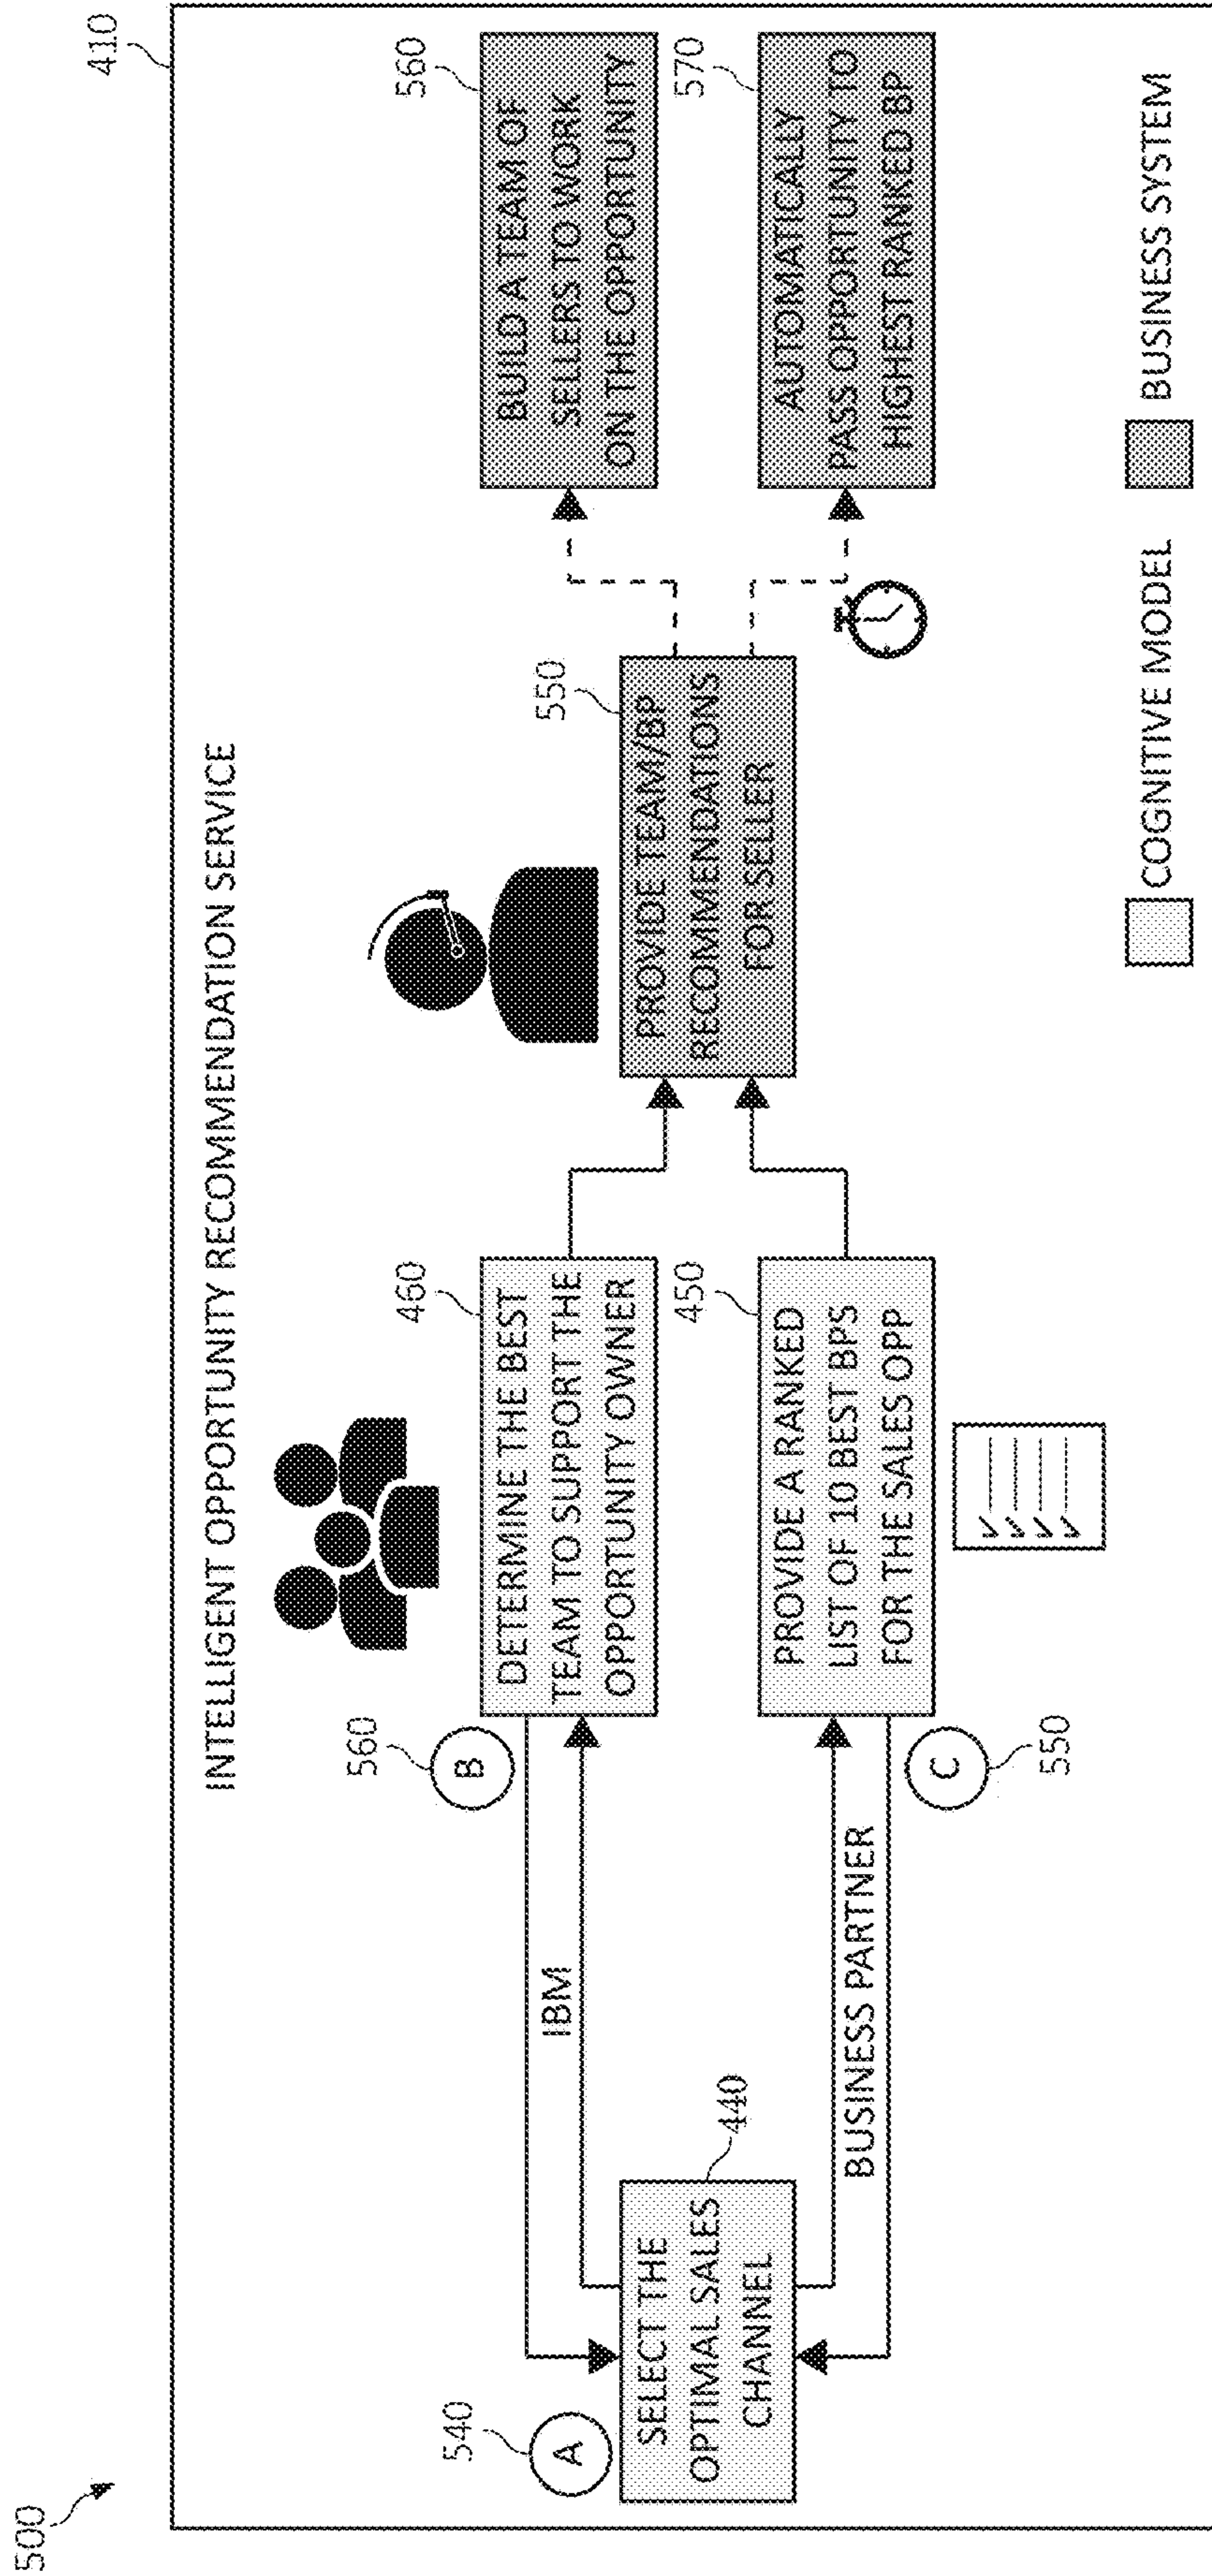 500
410
INTELLIGENT OPPORTUNITY RECOMMENDATION SERVICE
540
A
SELECT THE
OPTIMAL SALES
CHANNEL
440
IBM
BUSINESS PARTNER
560
B
460
DETERMINE THE BEST
TEAM TO SUPPORT THE
OPPORTUNITY OWNER
450
PROVIDE A RANKED
LIST OF 10 BEST BPS
FOR THE SALES OPP
C
550
550
PROVIDE TEAM/BP
RECOMMENDATIONS
FOR SELLER
560
BUILD A TEAM OF
SELLERS TO WORK
ON THE OPPORTUNITY
570
AUTOMATICALLY
PASS OPPORTUNITY TO
HIGHEST RANKED BP
COGNITIVE MODEL
BUSINESS SYSTEM